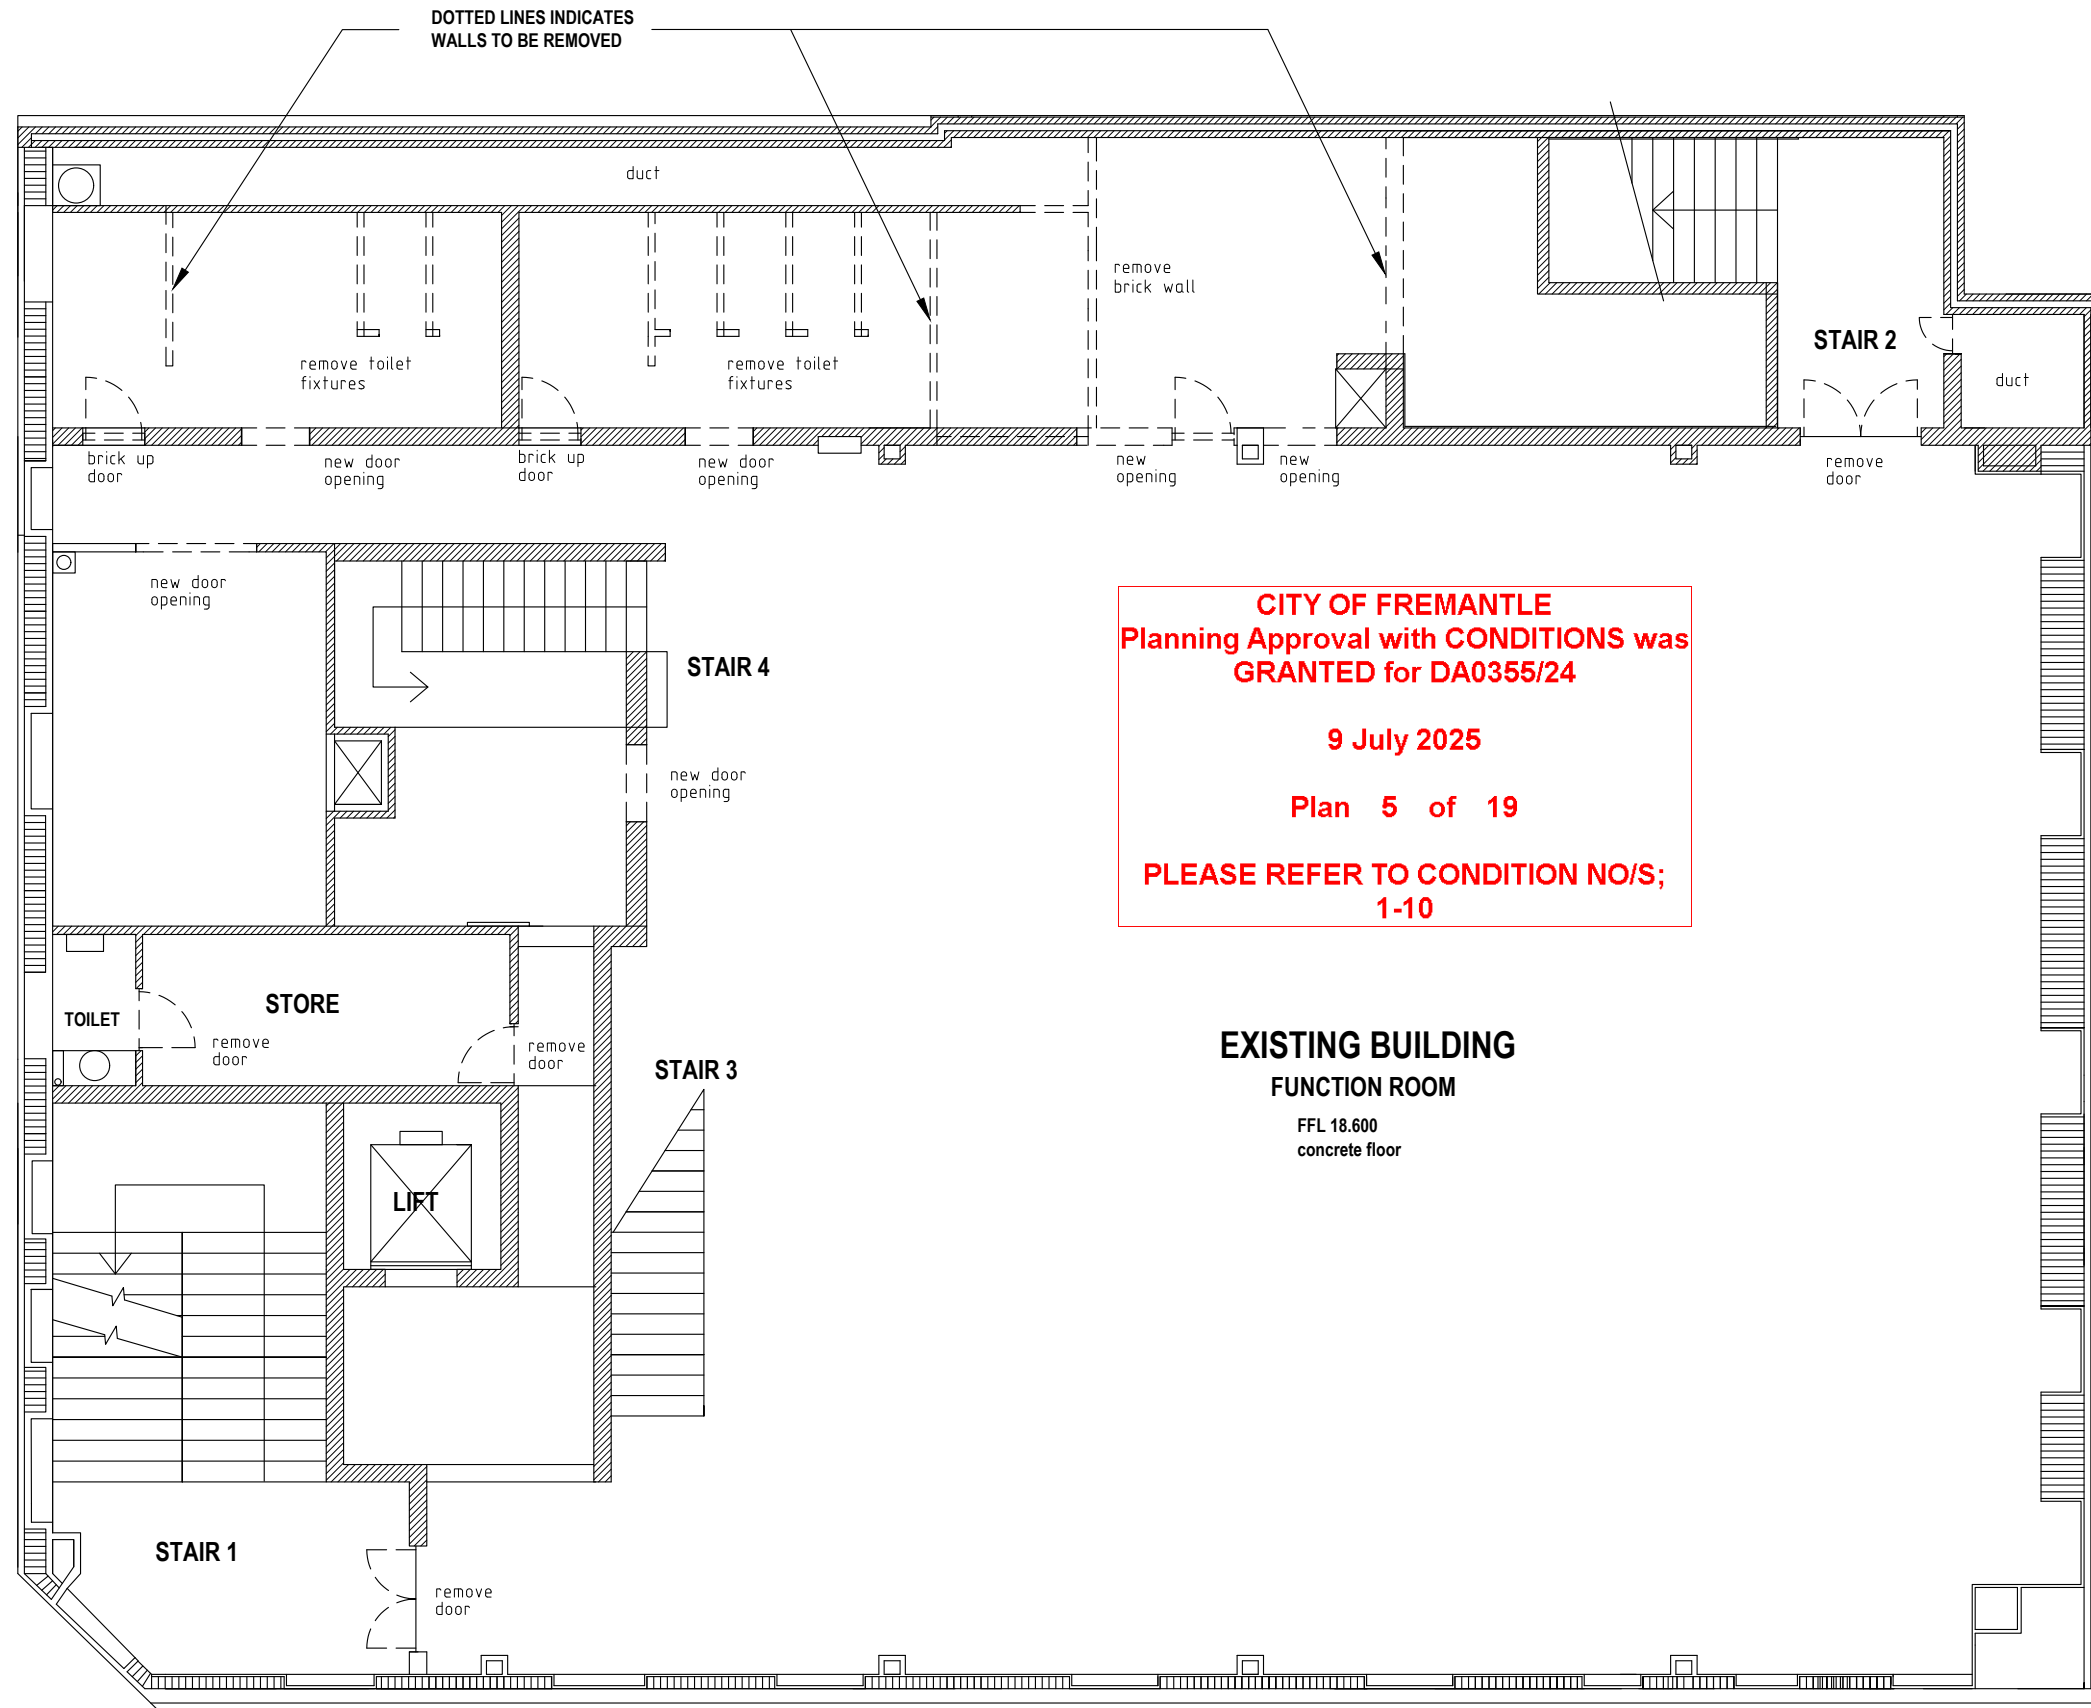 DOTTED LINES INDICATES
WALLS TO BE REMOVED
duct
remove
brick wall
STAIR 2
duct
remove toilet
fixtures
remove toilet
fixtures
brick up
door
new door
opening
brick up
door
new door
opening
new
opening
new
opening
remove
door
new door
opening
STAIR 4
new door
opening
CITY OF FREMANTLE
Planning Approval with CONDITIONS was
GRANTED for DA0355/24
9 July 2025
Plan 5 of 19
PLEASE REFER TO CONDITION NO/S;
1-10
TOILET
STORE
remove
door
remove
door
STAIR 3
EXISTING BUILDING
FUNCTION ROOM
FFL 18.600
concrete floor
LIFT
STAIR 1
remove
door